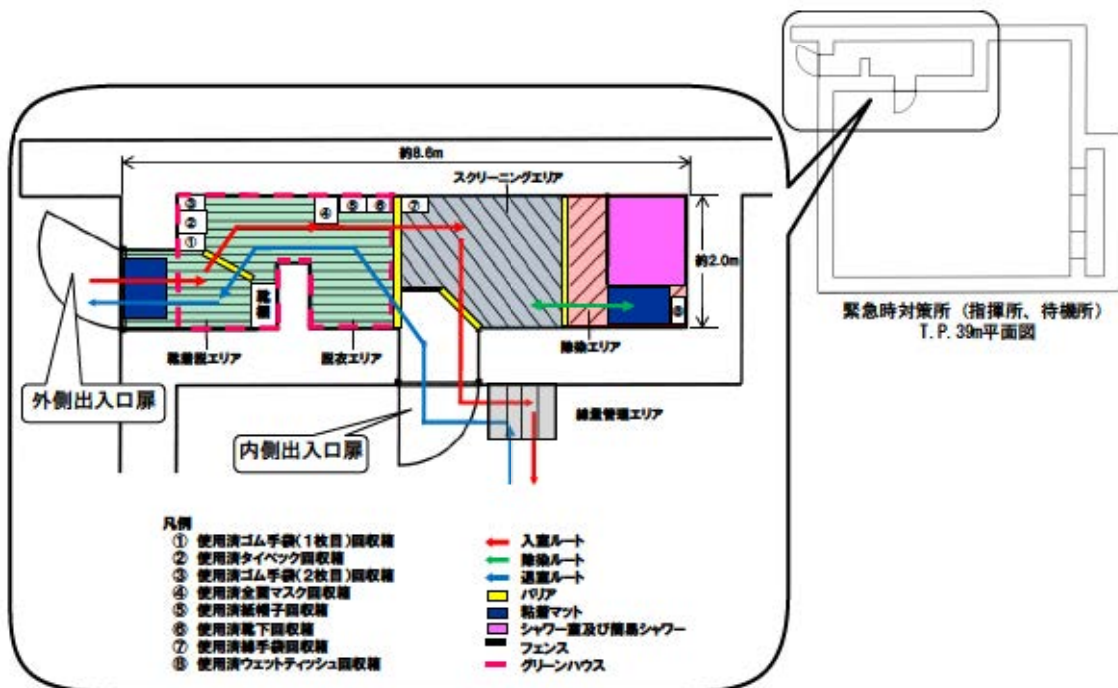 約8.6m
スクリーニングエリア
③
②
①
④
⑤
⑥
⑦
約2.0m
靴棚
⑧
靴着脱エリア
脱衣エリア
除染エリア
外側出入口扉
内側出入口扉
線量管理エリア
緊急時対策所（指揮所、待機所）
T.P.39m平面図
凡例
① 使用済ゴム手袋(1枚目)回収箱
② 使用済タイベック回収箱
③ 使用済ゴム手袋(2枚目)回収箱
④ 使用済全面マスク回収箱
⑤ 使用済紙帽子回収箱
⑥ 使用済靴下回収箱
⑦ 使用済綿手袋回収箱
⑧ 使用済ウェットティッシュ回収箱
入室ルート
除染ルート
退室ルート
バリア
粘着マット
シャワー室及び簡易シャワー
フェンス
グリーンハウス